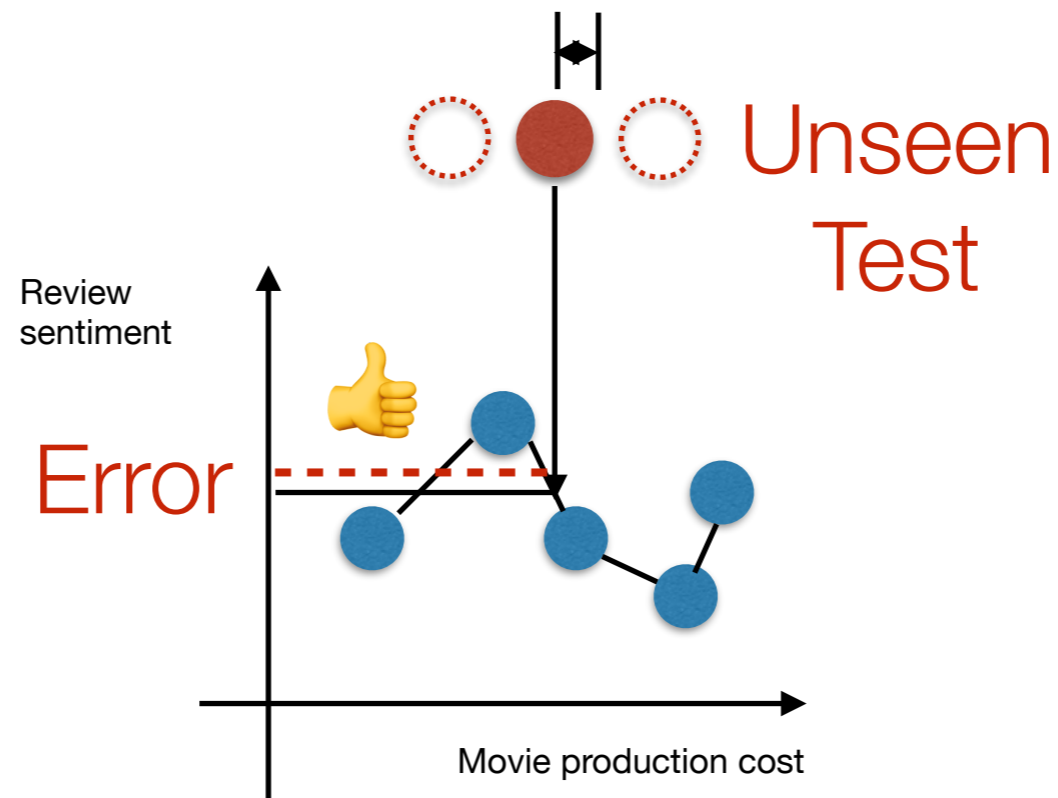 Unseen
Test
Review
sentiment
Error
Movie production cost